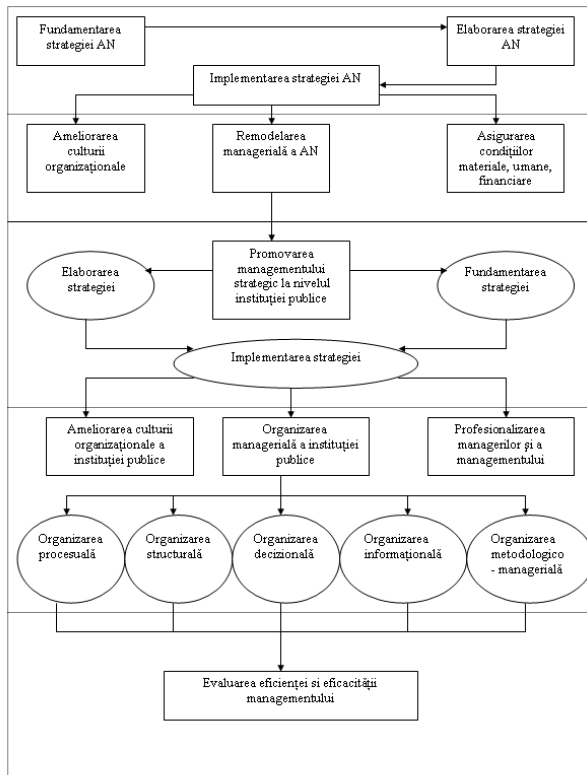 Fundamentarea
strategiei AN
Elaborarea strategiei
AN
Implementarea strategiei AN
Ameliorarea
culturii
organizaționale
Remodelarea
managerială a AN
Asigurarea
condițiilor
materiale, umane,
financiare
Elaborarea
strategiei
Promovarea
managementului
strategic la nivelul
instituției publice
Fundamentarea
strategiei
Implementarea strategiei
Ameliorarea culturii
organizaționale a
instituției publice
Organizarea
managerială a instituției
publice
Profesionalizarea
managerilor și a
managementului
Organizarea
procesuală
Organizarea
structurală
Organizarea
decizională
Organizarea
informațională
Organizarea
metodologico
- managerială
Evaluarea eficienței si eficacității
managementului